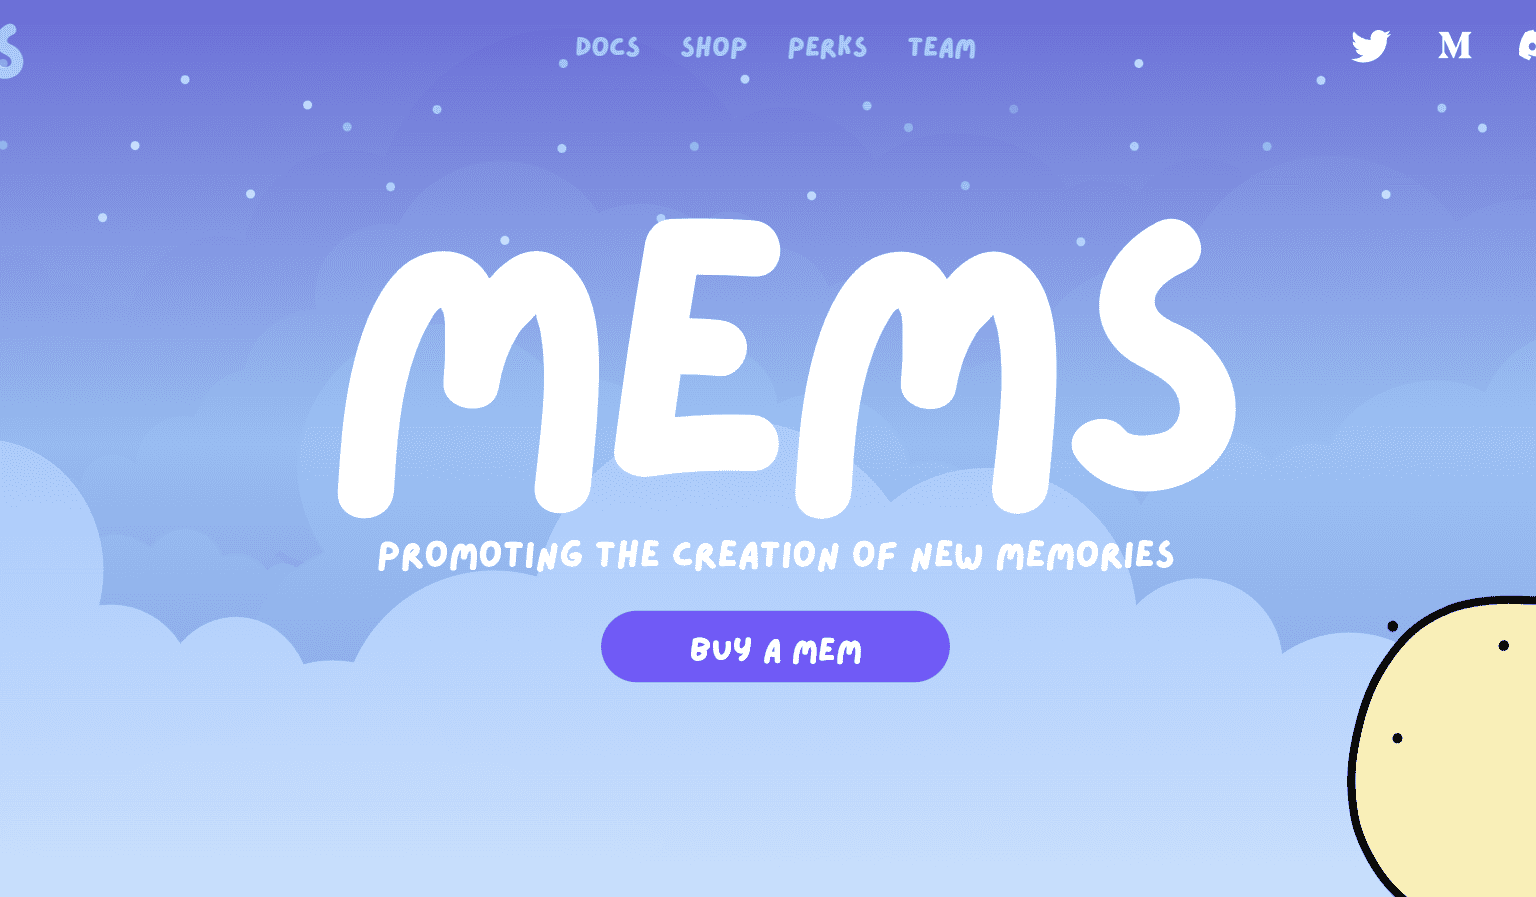 S
DOCS SHOP PERKS TEAM
M
MEMS
PROMOTING THE CREATION OF NEW MEMORIES
BUY A MEM